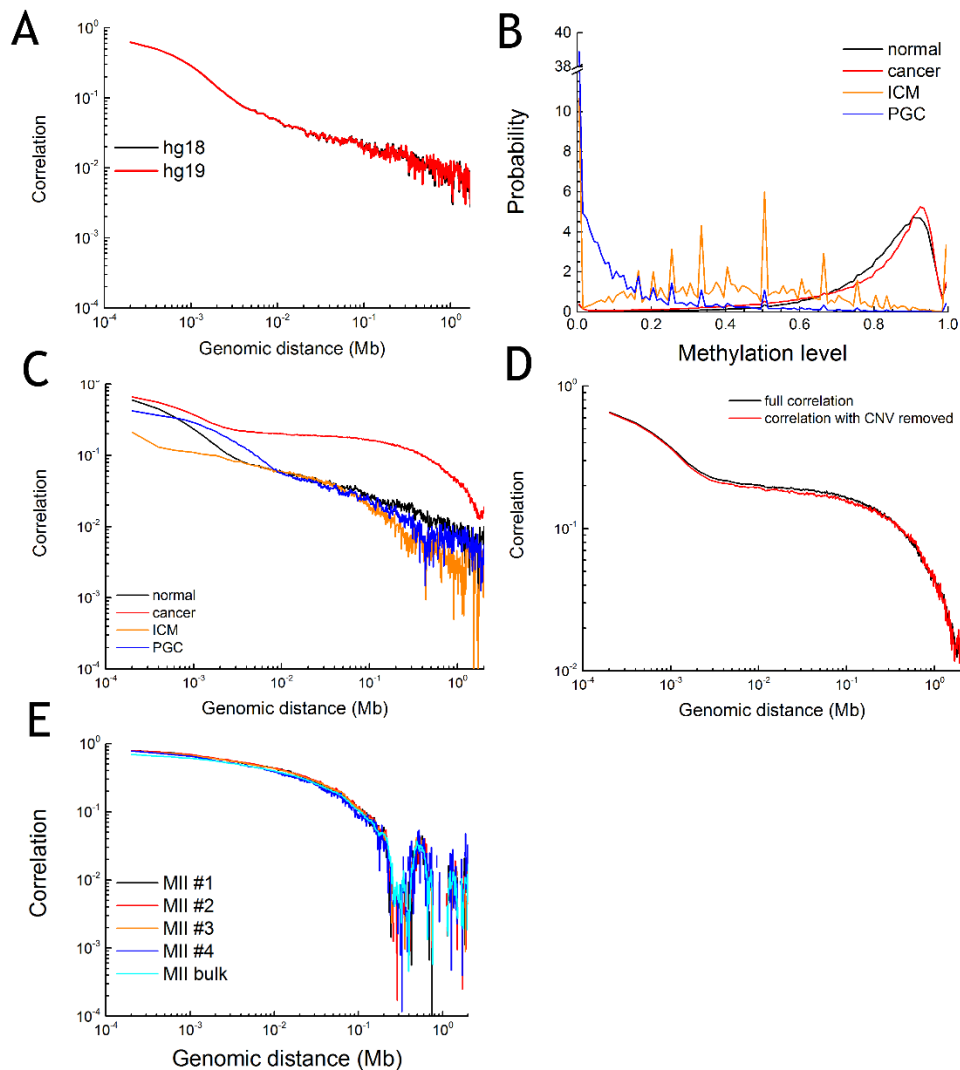 A
10^0
10^-1
10^-2
10^-3
10^-4
Correlation
hg18
hg19
10^-4 10^-3 10^-2 10^-1 10^0
Genomic distance (Mb)
B
40
38
10
8
6
4
2
0
Probability
normal
cancer
ICM
PGC
0.0 0.2 0.4 0.6 0.8 1.0
Methylation level
C
10^0
10^-1
10^-2
10^-3
10^-4
Correlation
normal
cancer
ICM
PGC
10^-4 10^-3 10^-2 10^-1 10^0
Genomic distance (Mb)
D
10^0
10^-1
10^-2
Correlation
full correlation
correlation with CNV removed
10^-4 10^-3 10^-2 10^-1 10^0
Genomic distance (Mb)
E
10^0
10^-1
10^-2
10^-3
10^-4
Correlation
MII #1
MII #2
MII #3
MII #4
MII bulk
10^-4 10^-3 10^-2 10^-1 10^0
Genomic distance (Mb)